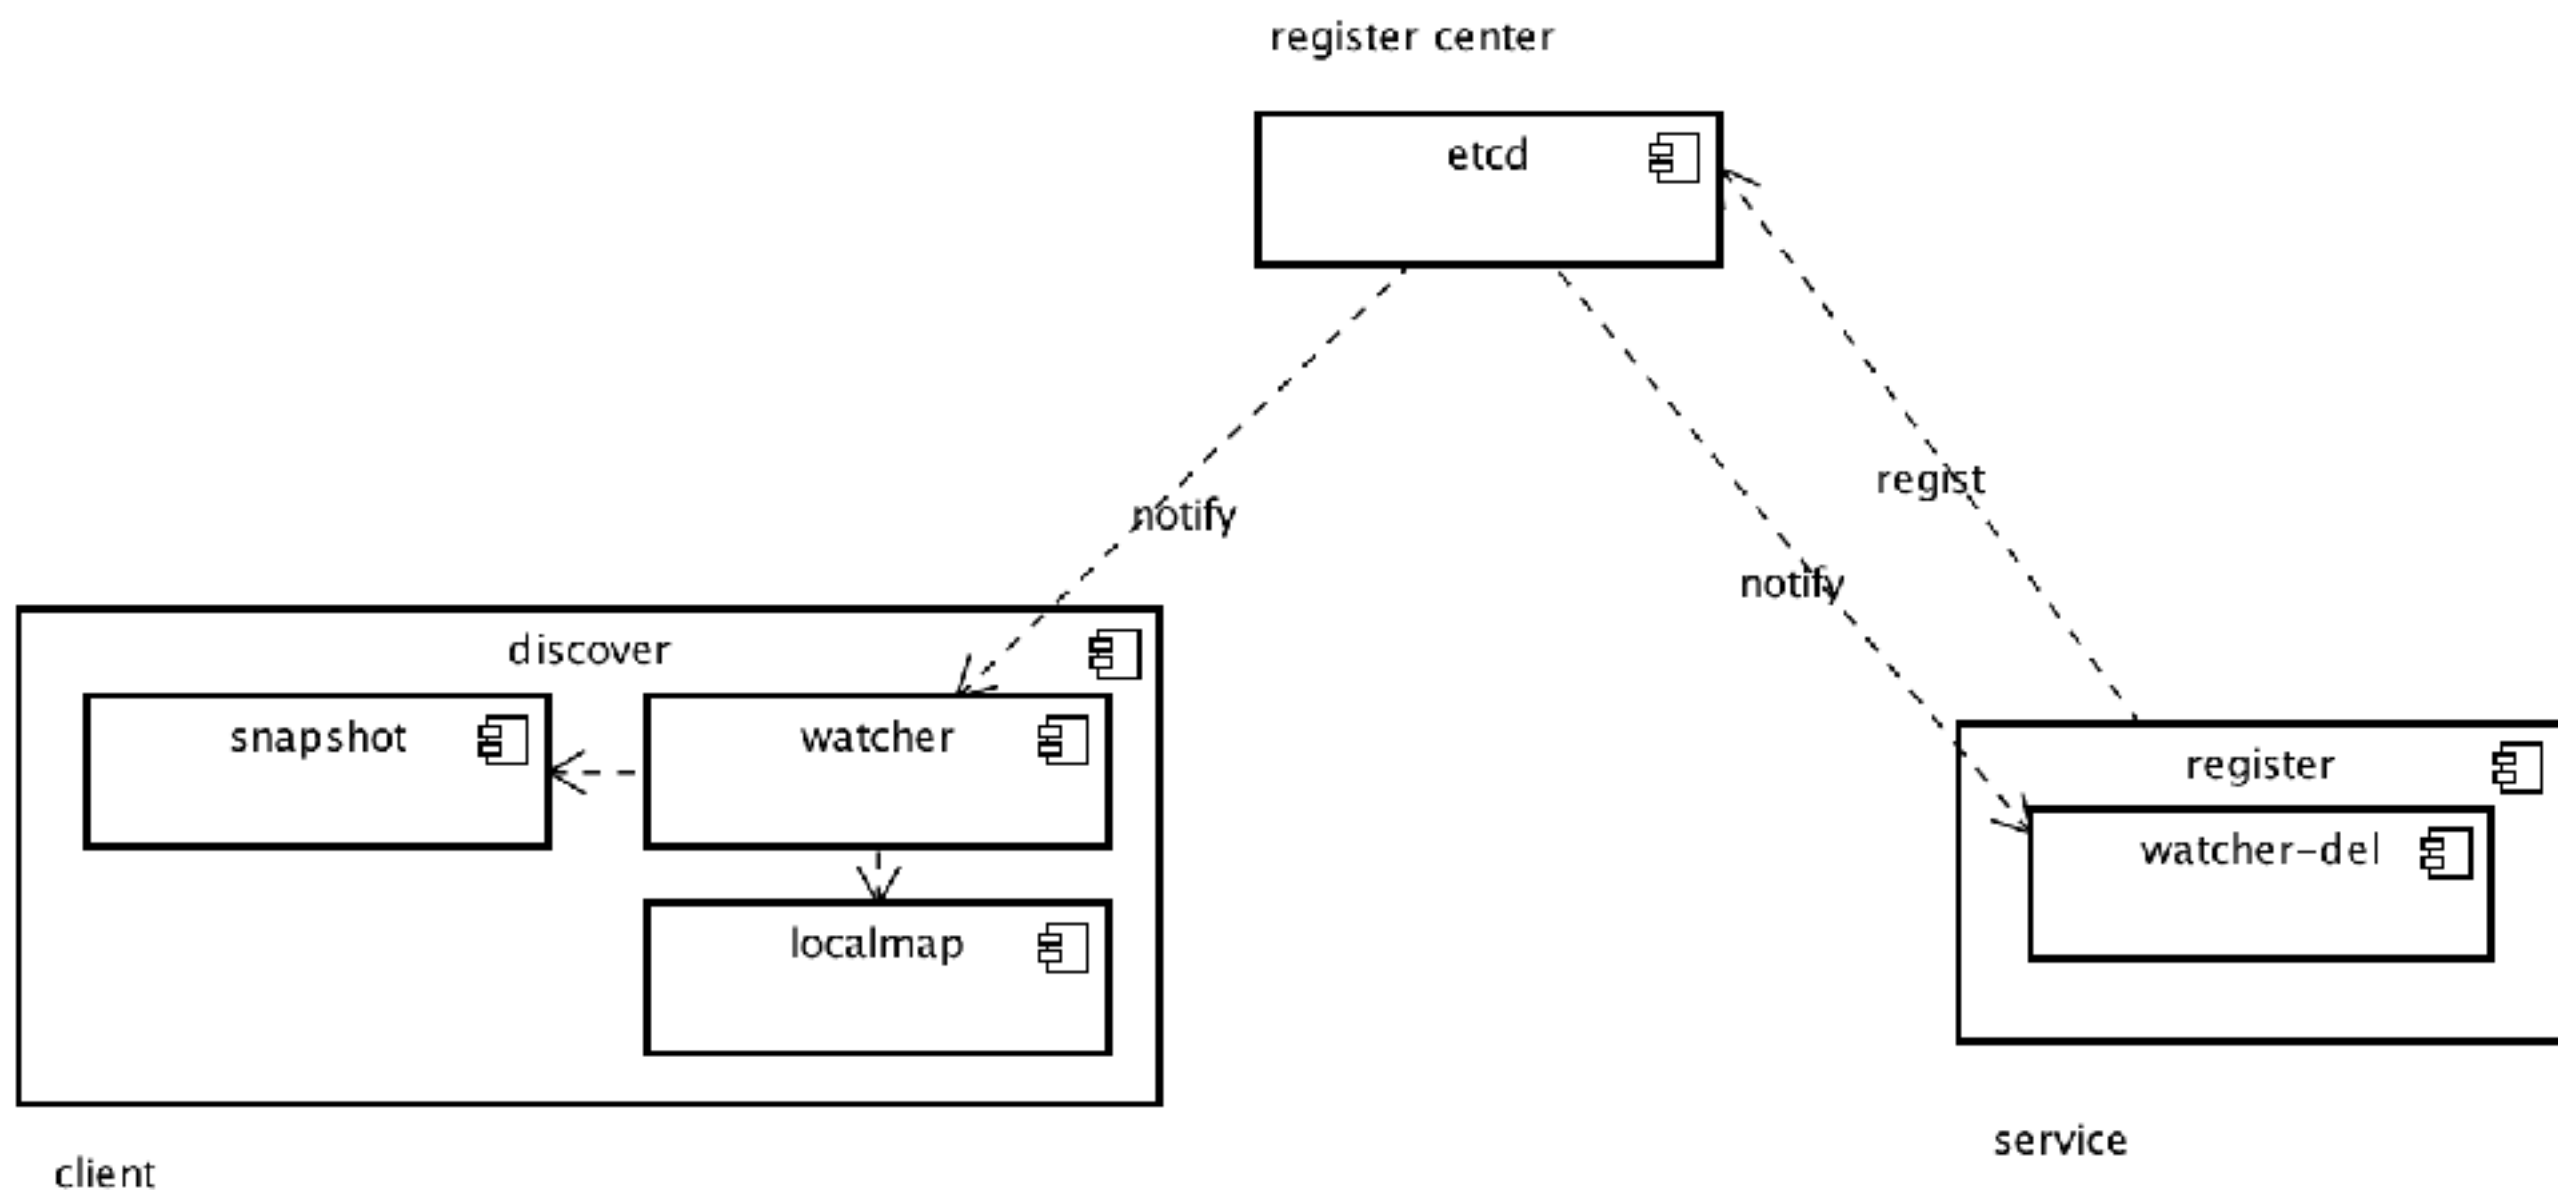 register center
etcd
regist
notify
notify
discover
snapshot
watcher
localmap
register
watcher-del
service
client